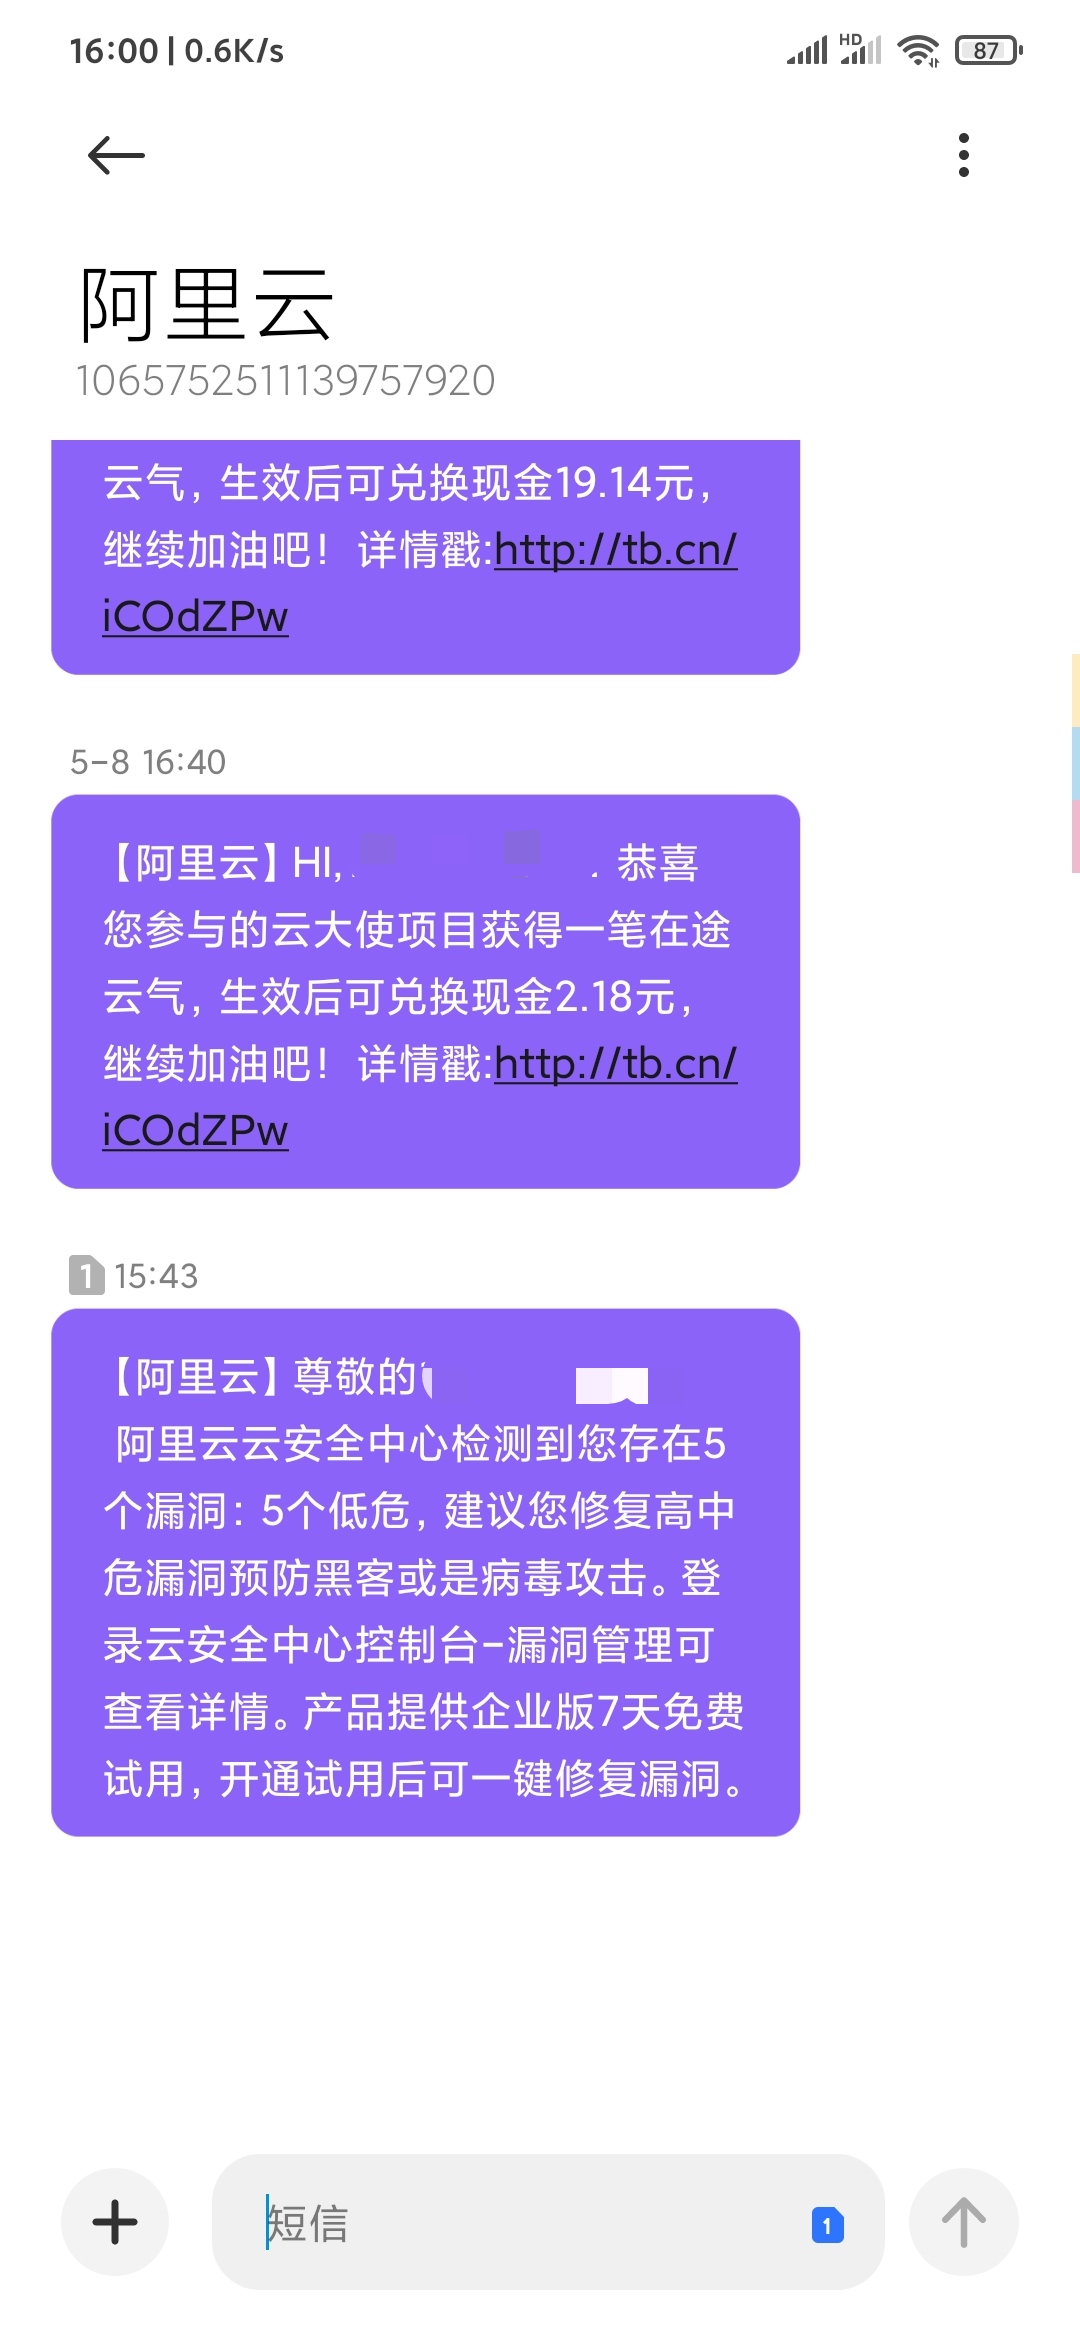 16:00 | 0.6K/s
HD
87
阿里云
1065752511139757920
云气，生效后可兑换现金19.14元，
继续加油吧！ 详情戳:http://tb.cn/
iCOdZPw
5-8 16:40
【阿里云】HI, 恭喜
您参与的云大使项目获得一笔在途
云气，生效后可兑换现金2.18元，
继续加油吧！ 详情戳:http://tb.cn/
iCOdZPw
1 15:43
【阿里云】尊敬的
阿里云云安全中心检测到您存在5
个漏洞：5个低危，建议您修复高中
危漏洞预防黑客或是病毒攻击。登
录云安全中心控制台-漏洞管理可
查看详情。产品提供企业版7天免费
试用，开通试用后可一键修复漏洞。
短信
1